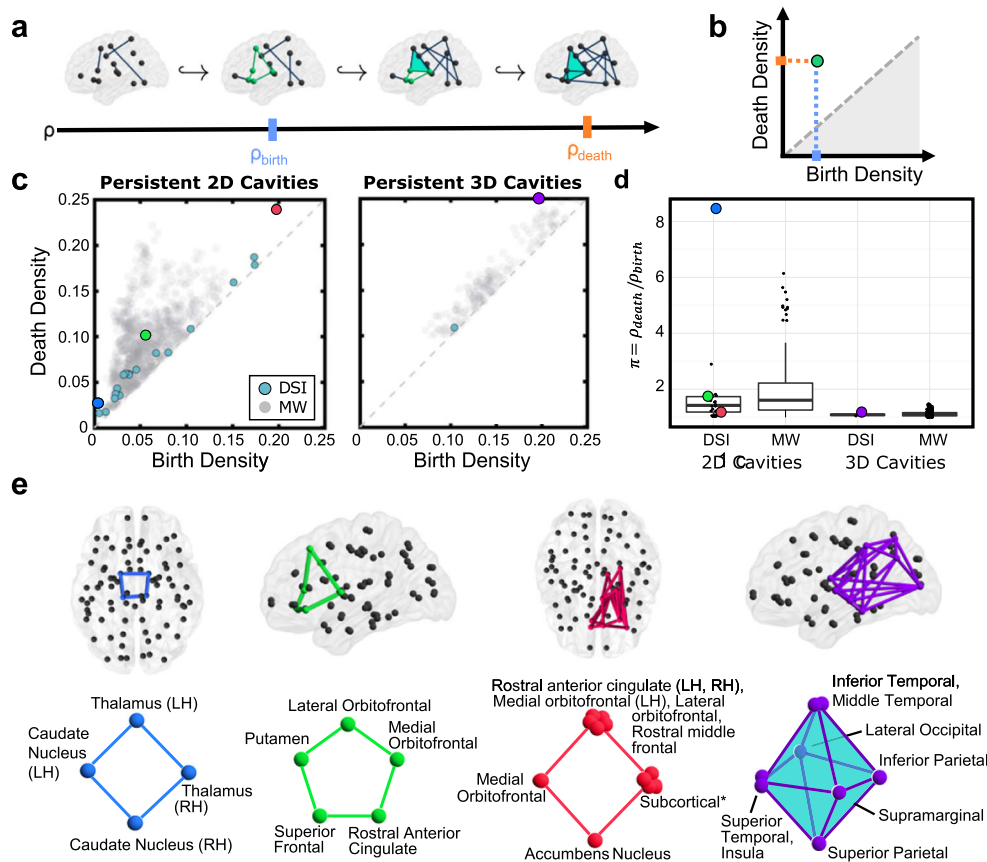 a
ρ
ρbirth
ρdeath
b
Death Density
Birth Density
c
Persistent 2D Cavities
Persistent 3D Cavities
0.25
0.20
0.15
0.10
0.05
0
0 0.05 0.10 0.15 0.20 0.25
0 0.05 0.10 0.15 0.20 0.25
Death Density
Birth Density
Birth Density
DSI
MW
d
8
6
4
2
π = ρdeath/ρbirth
DSI MW DSI MW
2D Cavities
3D Cavities
e
Thalamus (LH)
Caudate
Nucleus
(LH)
Thalamus
(RH)
Caudate Nucleus (RH)
Lateral Orbitofrontal
Putamen
Medial
Orbitofrontal
Superior
Frontal
Rostral Anterior
Cingulate
Rostral anterior cingulate (LH, RH),
Medial orbitofrontal (LH), Lateral
orbitofrontal,
Rostral middle
frontal
Medial
Orbitofrontal
Subcortical*
Accumbens Nucleus
Inferior Temporal,
Middle Temporal
Lateral Occipital
Inferior Parietal
Supramarginal
Superior
Temporal,
Insula
Superior Parietal